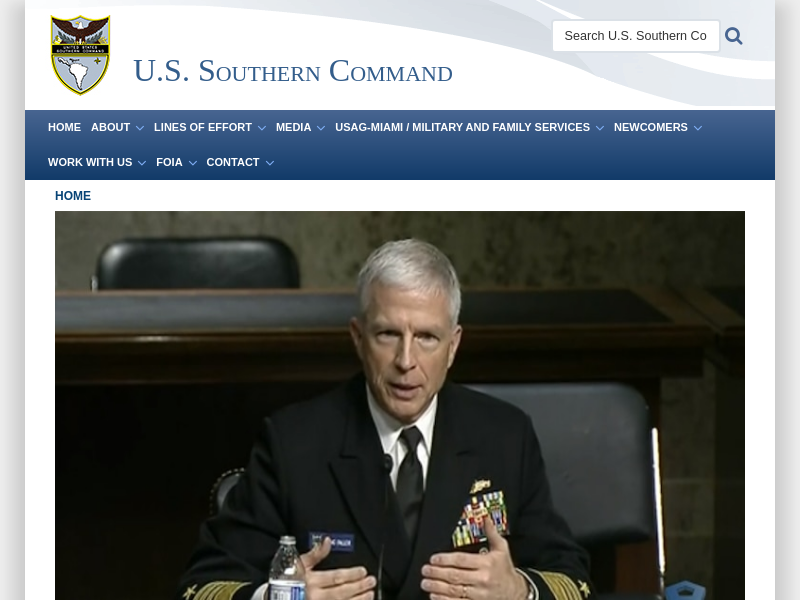 UNITED STATES
SOUTHERN COMMAND
U.S. Southern Command
Search U.S. Southern Co
HOME ABOUT LINES OF EFFORT MEDIA USAG-MIAMI / MILITARY AND FAMILY SERVICES NEWCOMERS
WORK WITH US FOIA CONTACT
HOME